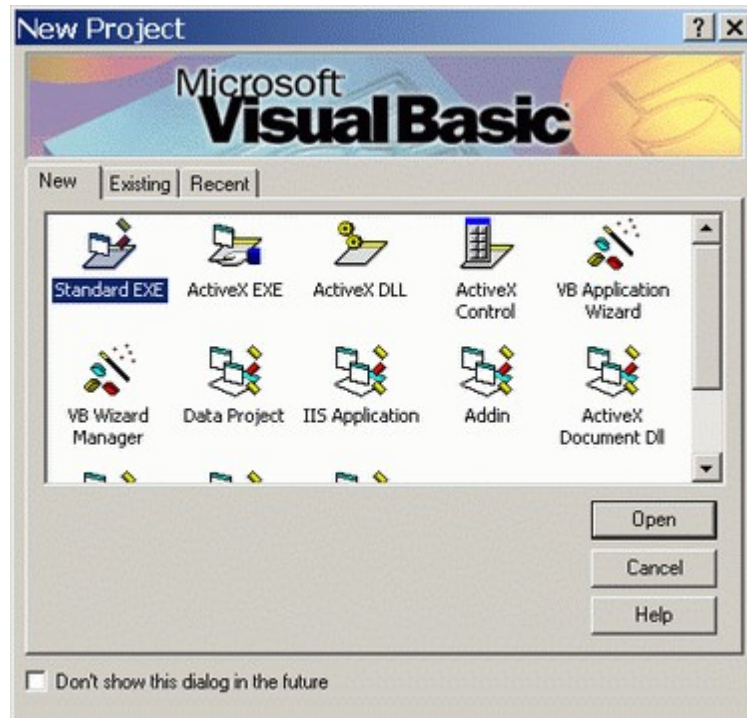 New Project
Microsoft
Visual Basic
New Existing Recent
Standard EXE ActiveX EXE ActiveX DLL ActiveX Control VB Application Wizard
VB Wizard Manager Data Project IIS Application Addin ActiveX Document Dll
Open
Cancel
Help
Don't show this dialog in the future